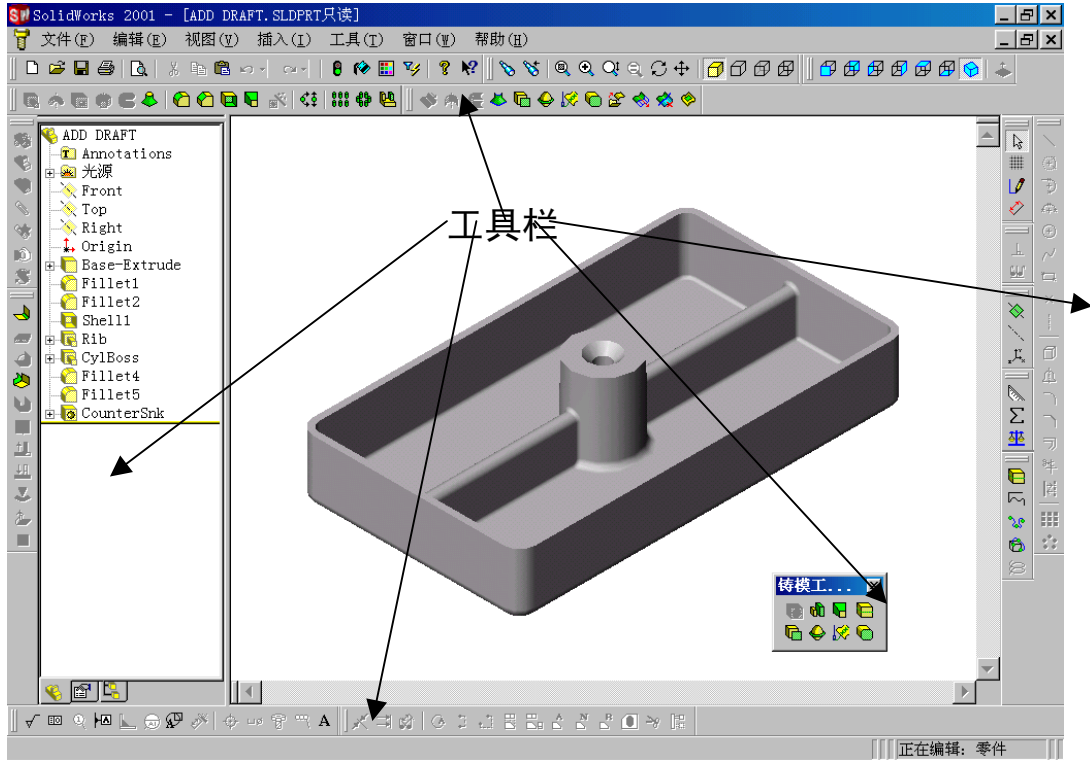 SolidWorks 2001 - [ADD DRAFT.SLDPRT只读]
文件(F) 编辑(E) 视图(V) 插入(I) 工具(T) 窗口(W) 帮助(H)
ADD DRAFT
Annotations
光源
Front
Top
Right
Origin
Base-Extrude
Fillet1
Fillet2
Shell1
Rib
CylBoss
Fillet4
Fillet5
CounterSnk
工具栏
铸模工...
正在编辑: 零件